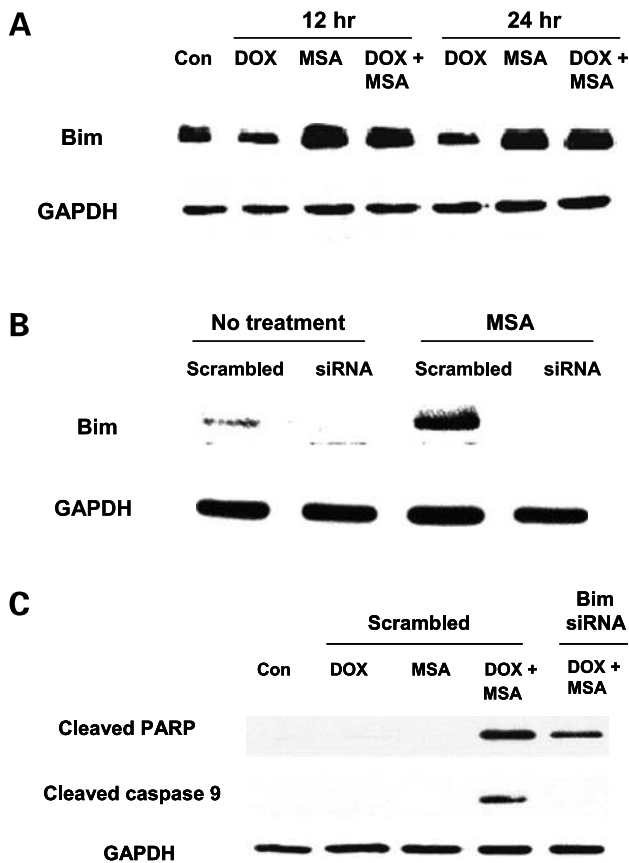 A
12 hr
24 hr
Con
DOX
MSA
DOX +
MSA
DOX
MSA
DOX +
MSA
Bim
GAPDH
B
No treatment
MSA
Scrambled
siRNA
Scrambled
siRNA
Bim
GAPDH
C
Scrambled
Bim
siRNA
Con
DOX
MSA
DOX +
MSA
DOX +
MSA
Cleaved PARP
Cleaved caspase 9
GAPDH